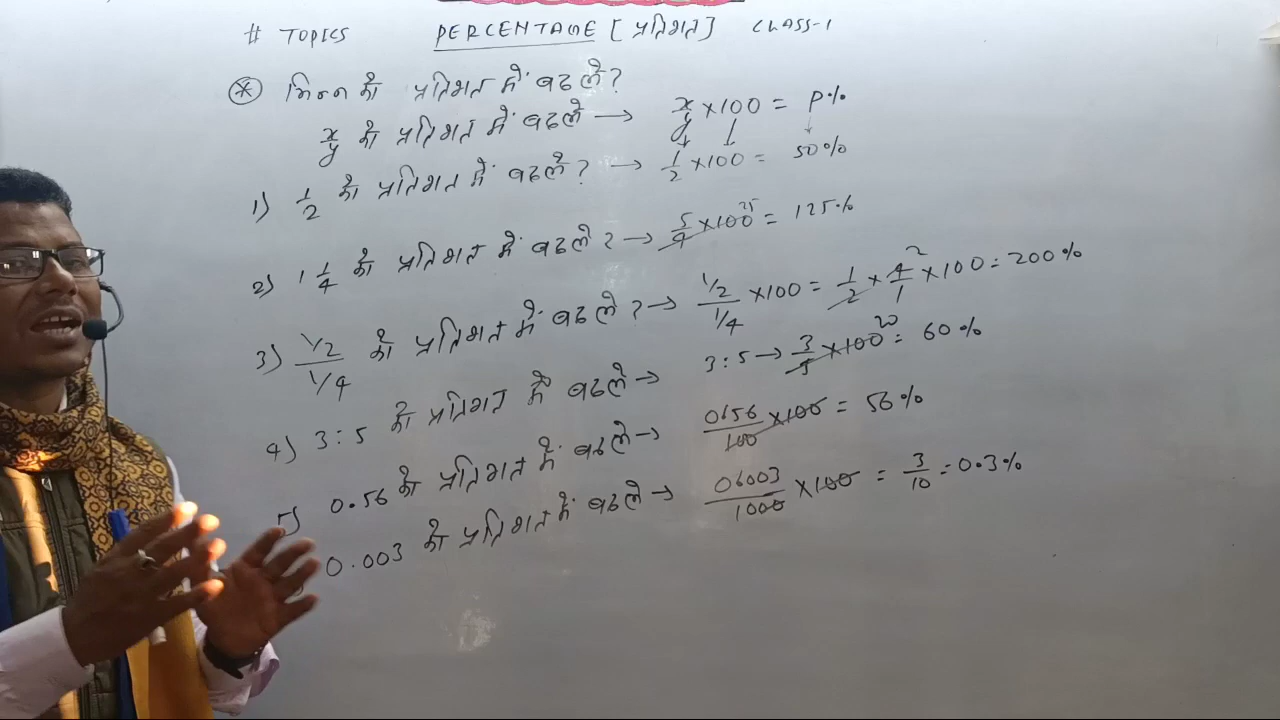 # TOPICS PERCENTAGE [प्रतिशत] CLASS-1
* भिन्न को प्रतिशत में बदले?
x/y को प्रतिशत में बदले → x/y × 100 = P%
1) 1/2 को प्रतिशत में बदले? → 1/2 × 100 = 50%
2) 1 1/4 को प्रतिशत में बदले? → 5/4 × 100 25 = 125%
3) 1/2 / 1/4 को प्रतिशत में बदले? → 1/2 / 1/4 × 100 = 1/2 × 4/1 2 × 100 = 200%
4) 3:5 को प्रतिशत में बदले → 3:5 → 3/5 × 100 20 = 60%
5) 0.56 को प्रतिशत में बदले → 056/100 × 100 = 56%
0.003 को प्रतिशत में बदले → 0003/1000 × 100 = 3/10 = 0.3%